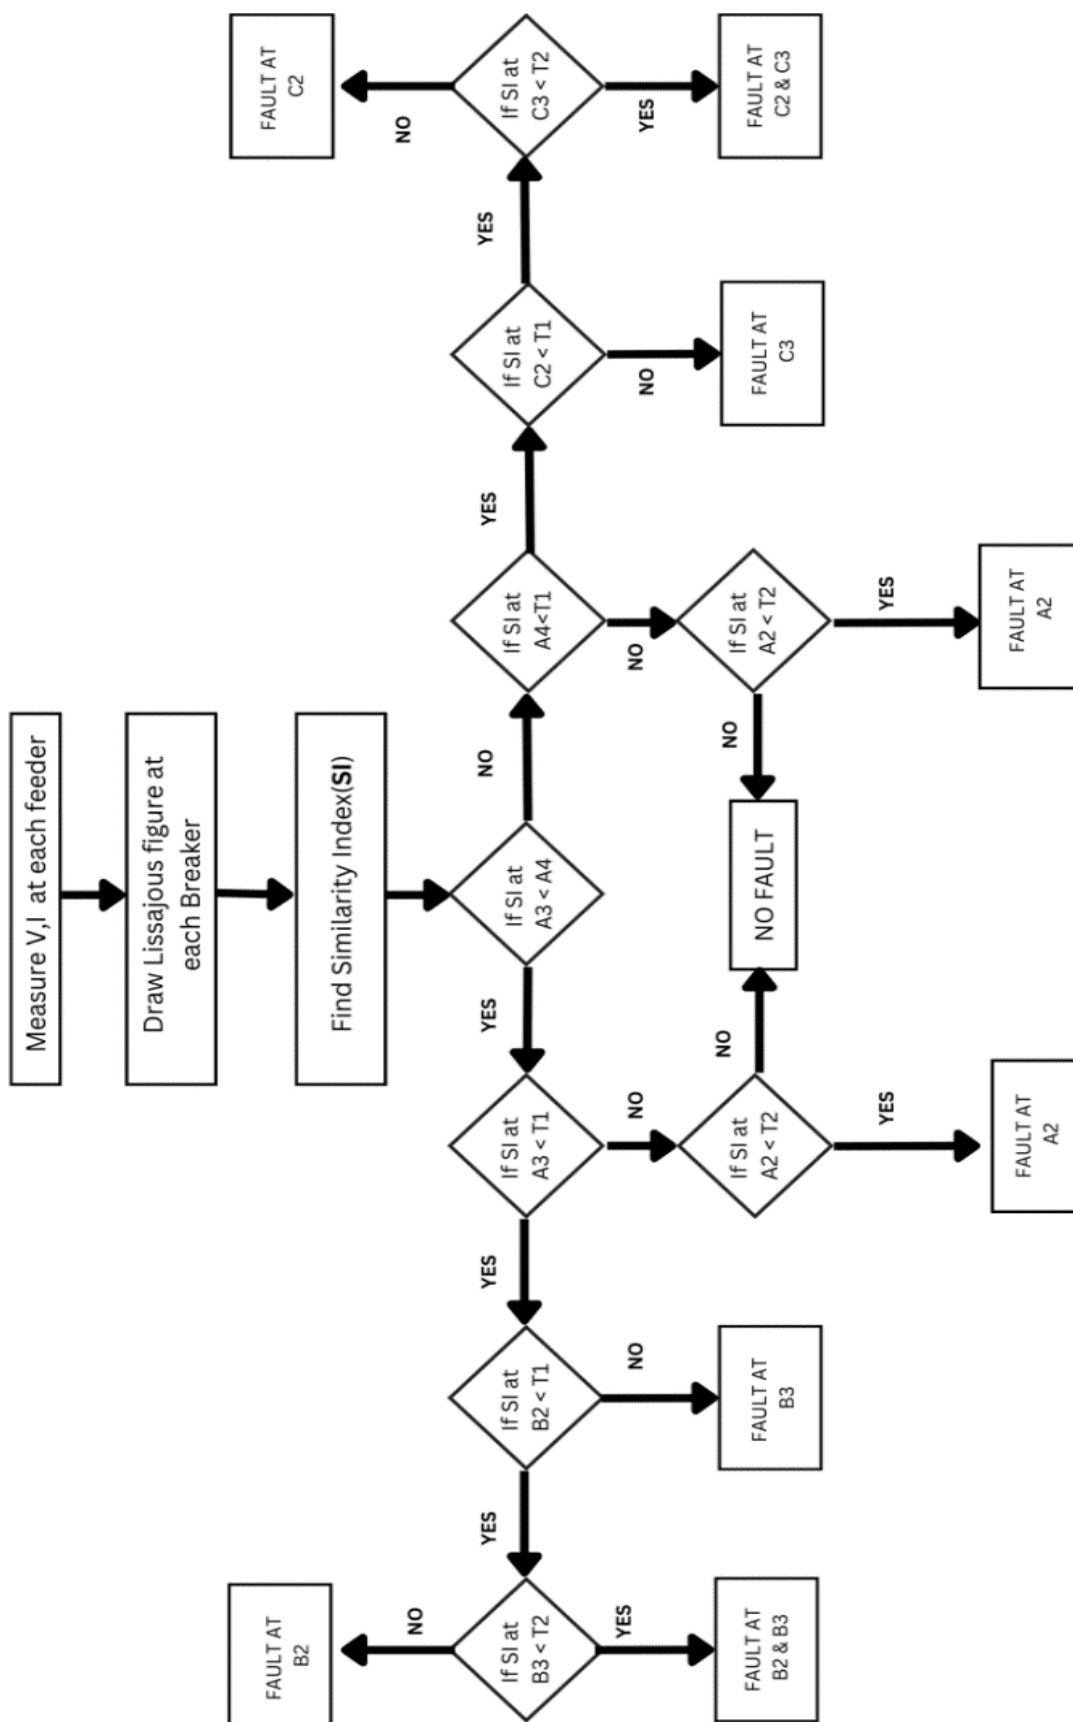 Measure V,I at each feeder
Draw Lissajous figure at
each Breaker
Find Similarity Index(SI)
If SI at
A3 < A4
YES
NO
If SI at
A3 < T1
YES
NO
If SI at
A4<T1
YES
NO
If SI at
B2 < T1
YES
NO
If SI at
C2 < T1
YES
NO
If SI at
B3 < T2
NO
YES
If SI at
C3 < T2
NO
YES
FAULT AT
B2
FAULT AT
B2 & B3
FAULT AT
B3
If SI at
A2 < T2
NO
YES
NO FAULT
If SI at
A2 < T2
NO
YES
FAULT AT
A2
FAULT AT
A2
FAULT AT
C3
FAULT AT
C2
FAULT AT
C2 & C3